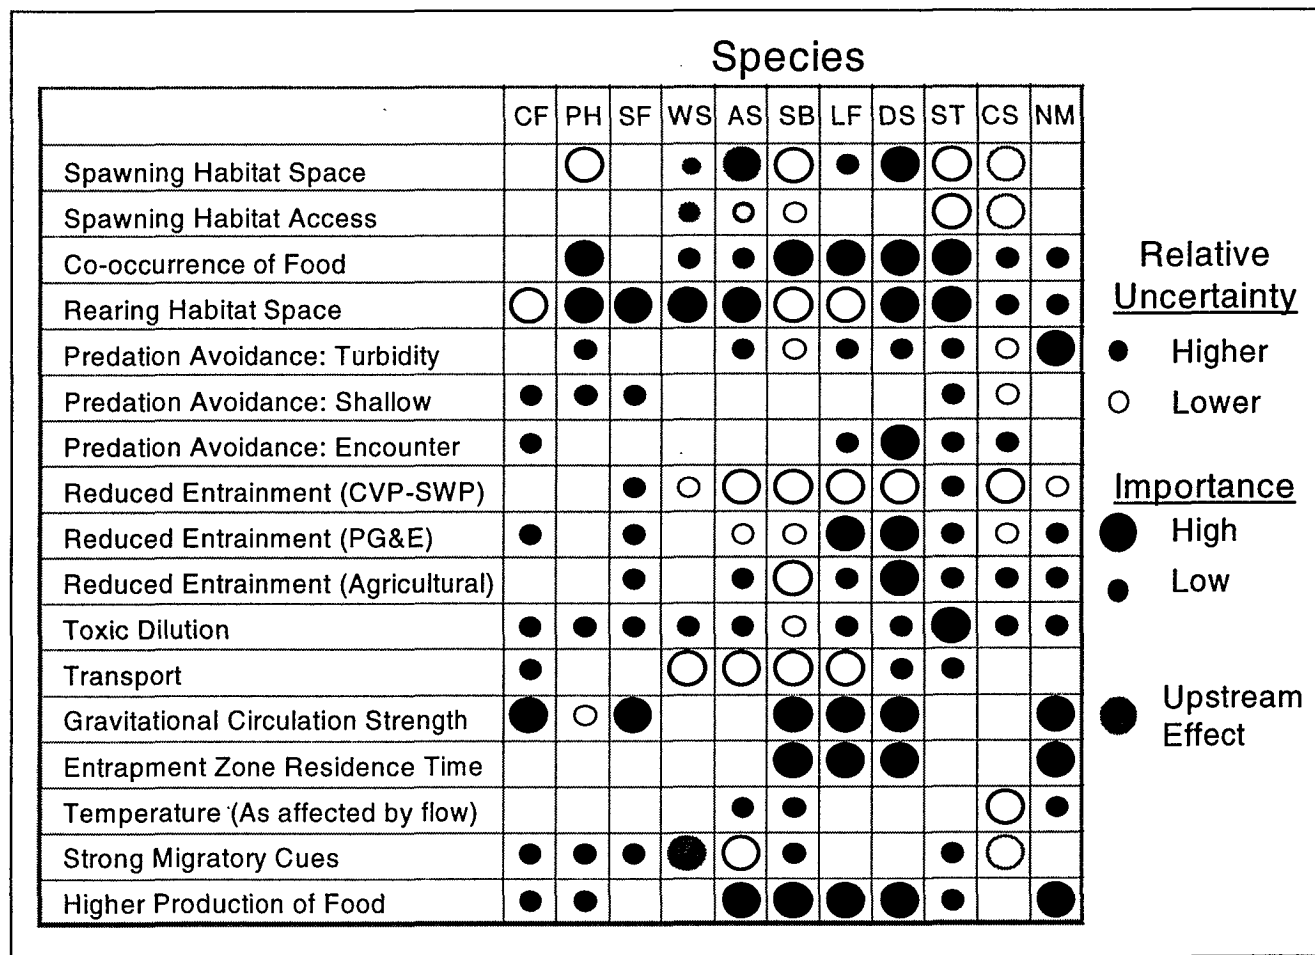 Species
CF PH SF WS AS SB LF DS ST CS NM
Spawning Habitat Space
Spawning Habitat Access
Co-occurrence of Food
Rearing Habitat Space
Predation Avoidance: Turbidity
Predation Avoidance: Shallow
Predation Avoidance: Encounter
Reduced Entrainment (CVP-SWP)
Reduced Entrainment (PG&E)
Reduced Entrainment (Agricultural)
Toxic Dilution
Transport
Gravitational Circulation Strength
Entrapment Zone Residence Time
Temperature (As affected by flow)
Strong Migratory Cues
Higher Production of Food
Relative
Uncertainty
Higher
Lower
Importance
High
Low
Upstream
Effect